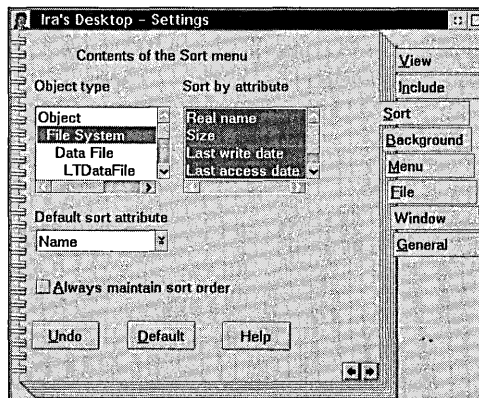 Ira's Desktop – Settings
Contents of the Sort menu
Object type
Sort by attribute
Object
File System
Data File
LTDataFile
Real name
Size
Last write date
Last access date
Default sort attribute
Name
Always maintain sort order
Undo
Default
Help
View
Include
Sort
Background
Menu
File
Window
General